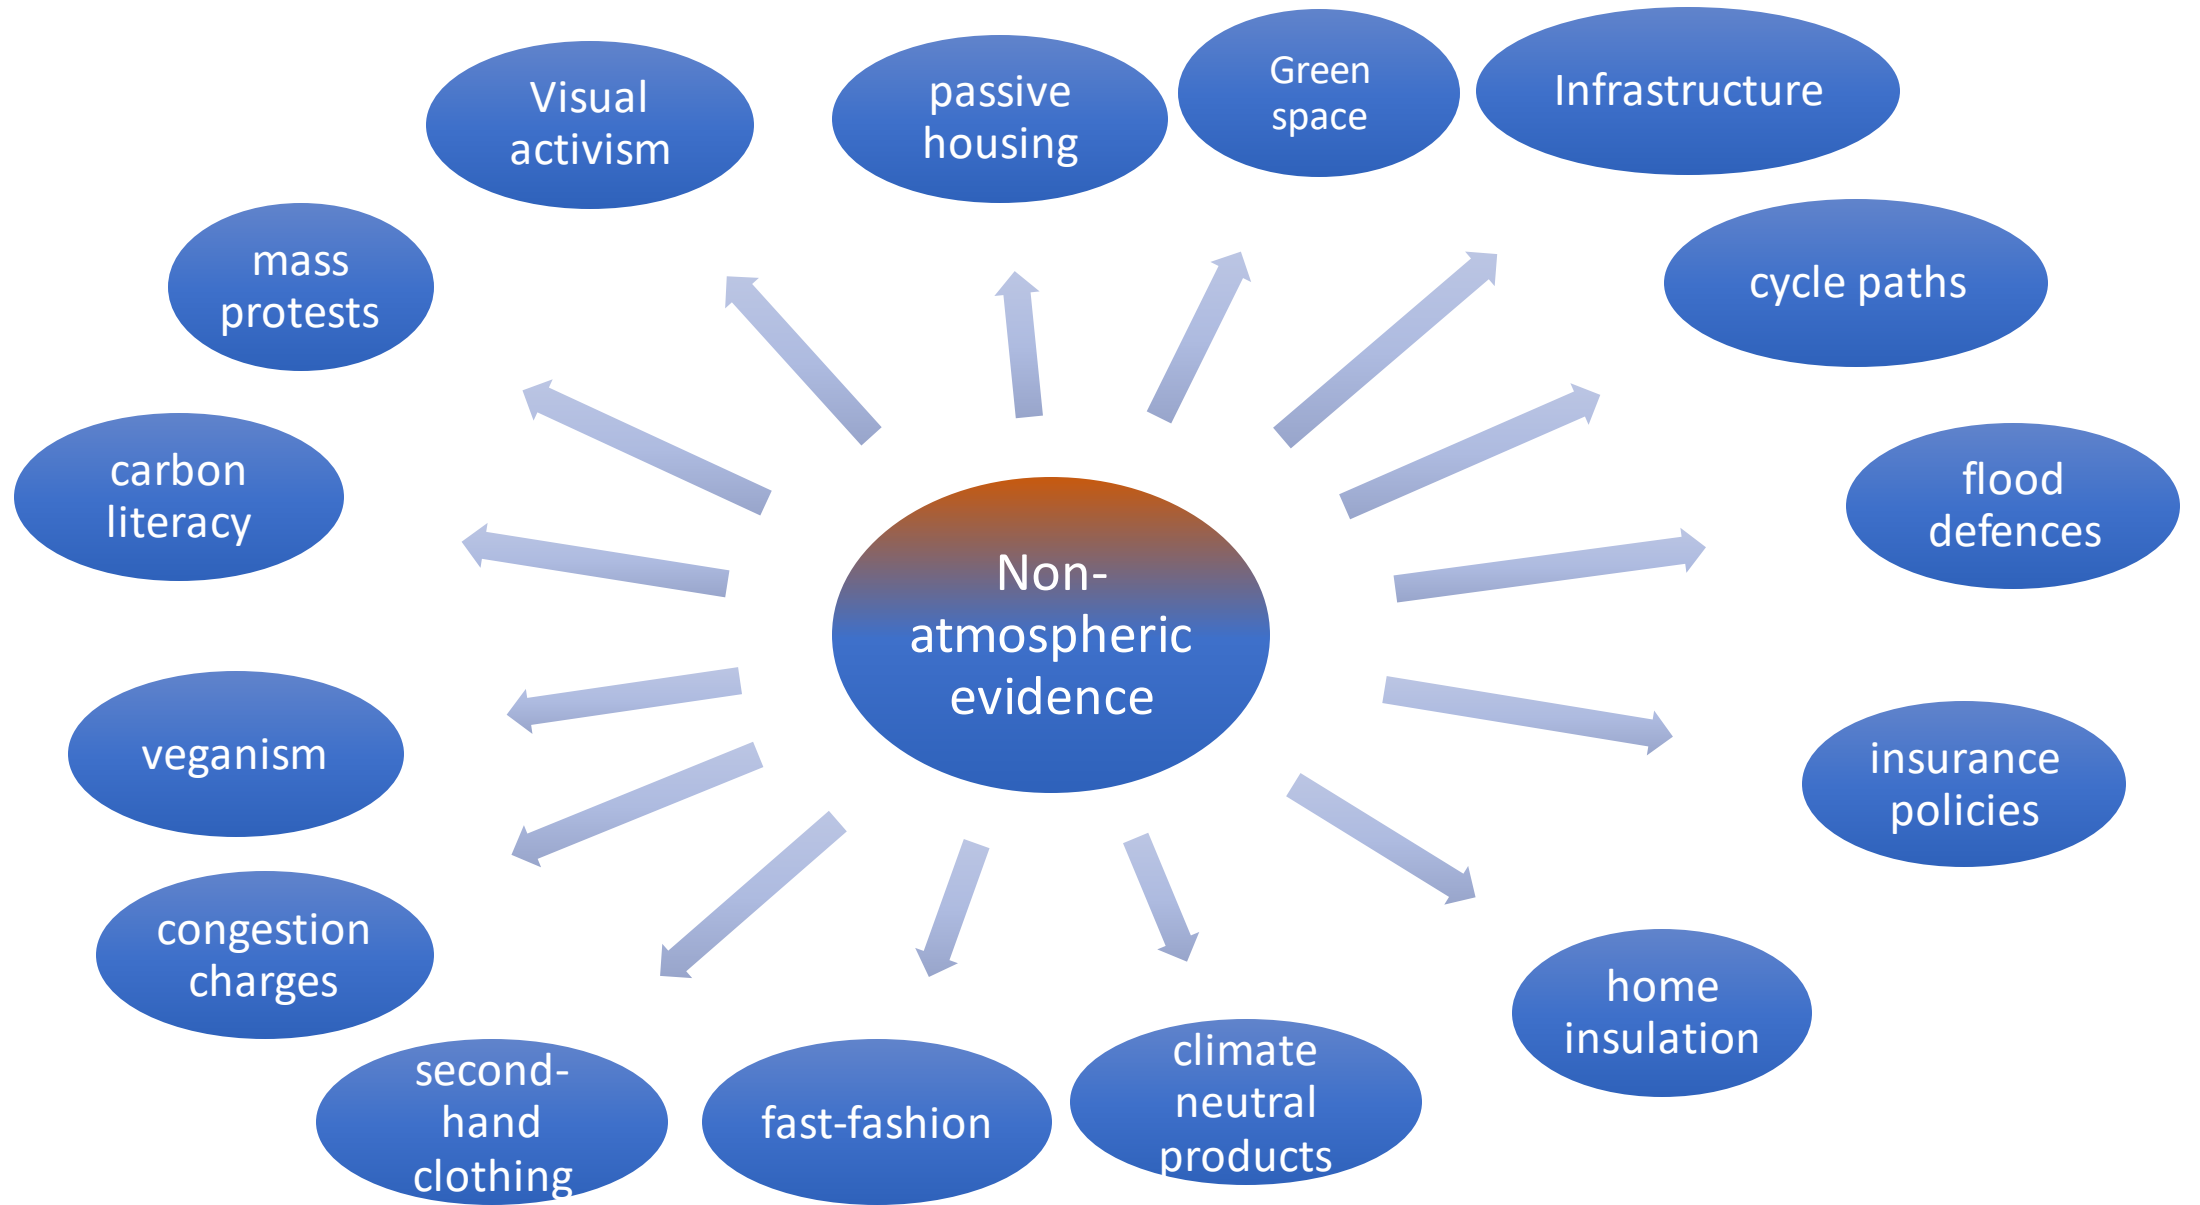 Visual
activism
passive
housing
Green
space
Infrastructure
mass
protests
cycle paths
carbon
literacy
flood
defences
Non-
atmospheric
evidence
veganism
insurance
policies
congestion
charges
home
insulation
second-
hand
clothing
fast-fashion
climate
neutral
products